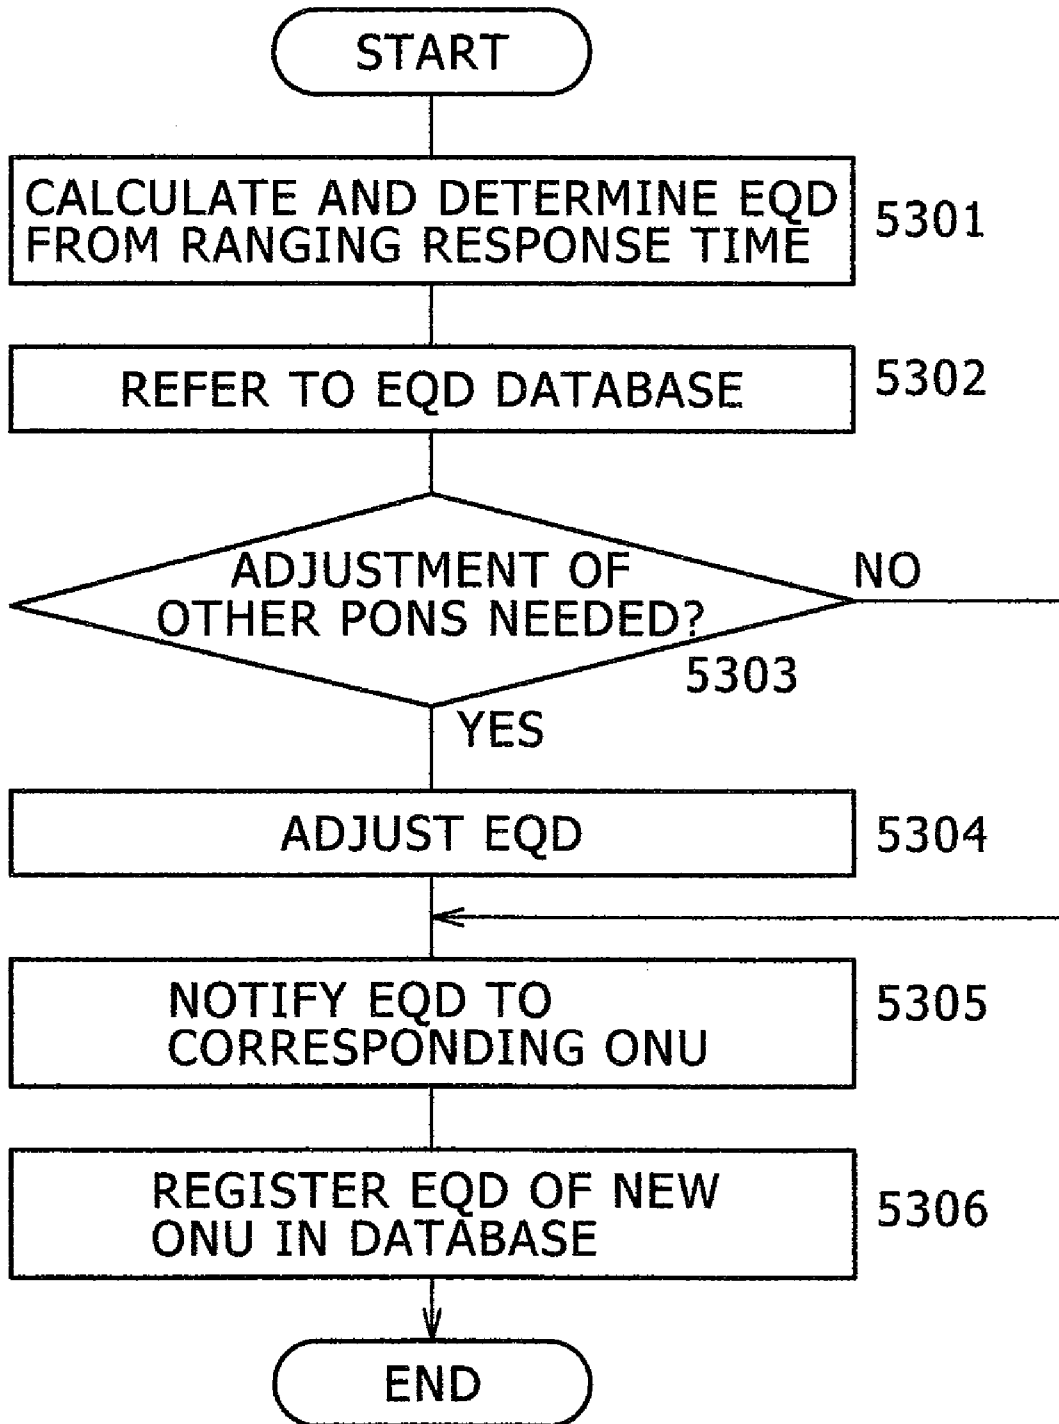 START
CALCULATE AND DETERMINE EQD
FROM RANGING RESPONSE TIME
5301
REFER TO EQD DATABASE
5302
ADJUSTMENT OF
OTHER PONS NEEDED?
NO
5303
YES
ADJUST EQD
5304
NOTIFY EQD TO
CORRESPONDING ONU
5305
REGISTER EQD OF NEW
ONU IN DATABASE
5306
END